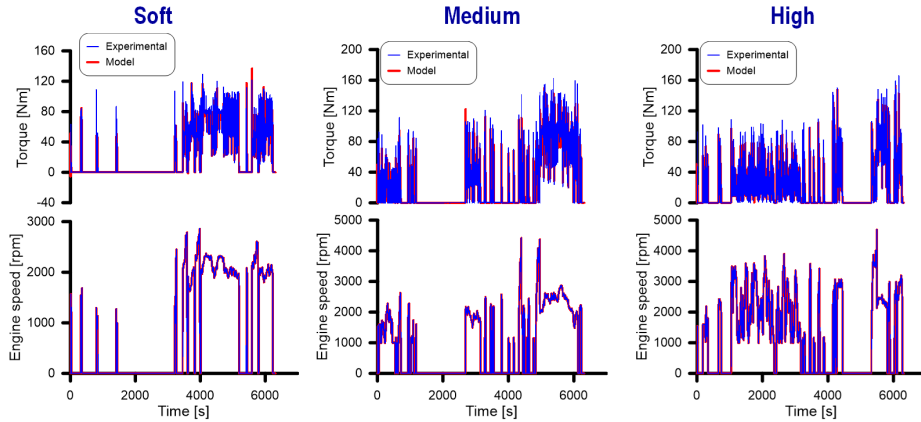 Soft
Medium
High
Experimental
Model
Torque [Nm]
160
120
80
40
0
-40
Experimental
Model
Torque [Nm]
200
160
120
80
40
0
Experimental
Model
Torque [Nm]
200
160
120
80
40
0
Engine speed [rpm]
3000
2000
1000
0
0
2000
4000
6000
Time [s]
Engine speed [rpm]
5000
4000
3000
2000
1000
0
0
2000
4000
6000
Time [s]
Engine speed [rpm]
5000
4000
3000
2000
1000
0
0
2000
4000
6000
Time [s]